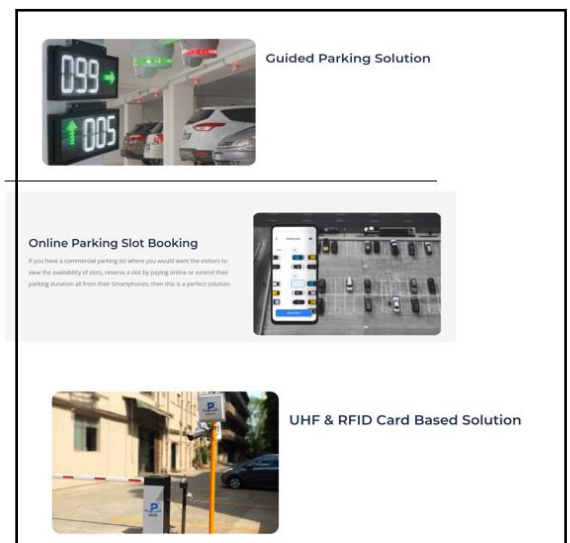 Guided Parking Solution
099
005
Online Parking Slot Booking
If you have a commercial parking lot where you would want the visitors to
view the availability of slots, reserve a slot by paying online or extend their
parking duration all from their Smartphones, then this is a perfect solution.
UHF & RFID Card Based Solution
P
P